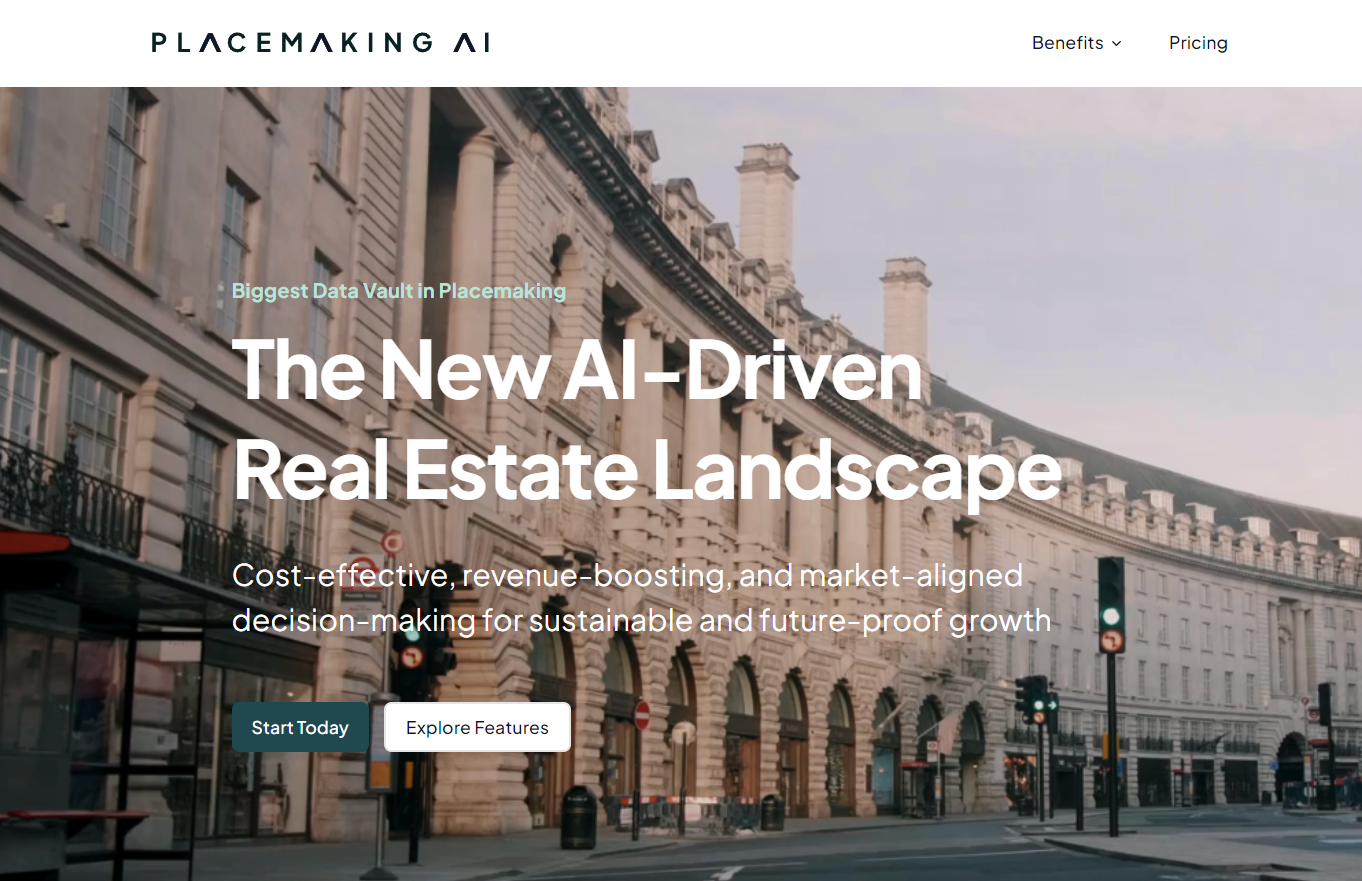 PLACEMAKING AI
Benefits
Pricing
Biggest Data Vault in Placemaking
The New AI-Driven
Real Estate Landscape
Cost-effective, revenue-boosting, and market-aligned
decision-making for sustainable and future-proof growth
Start Today
Explore Features